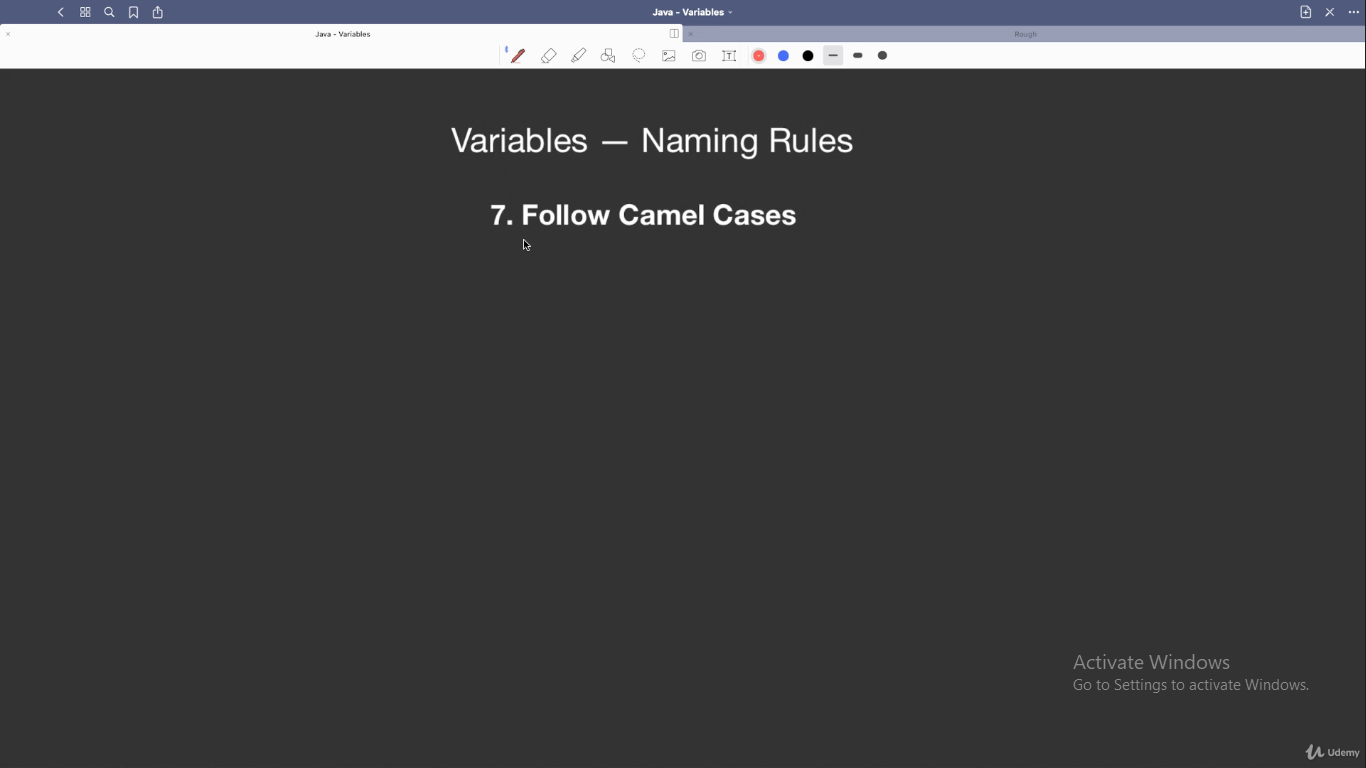 Java - Variables
Java - Variables
Rough
Variables — Naming Rules
7. Follow Camel Cases
Activate Windows
Go to Settings to activate Windows.
Udemy